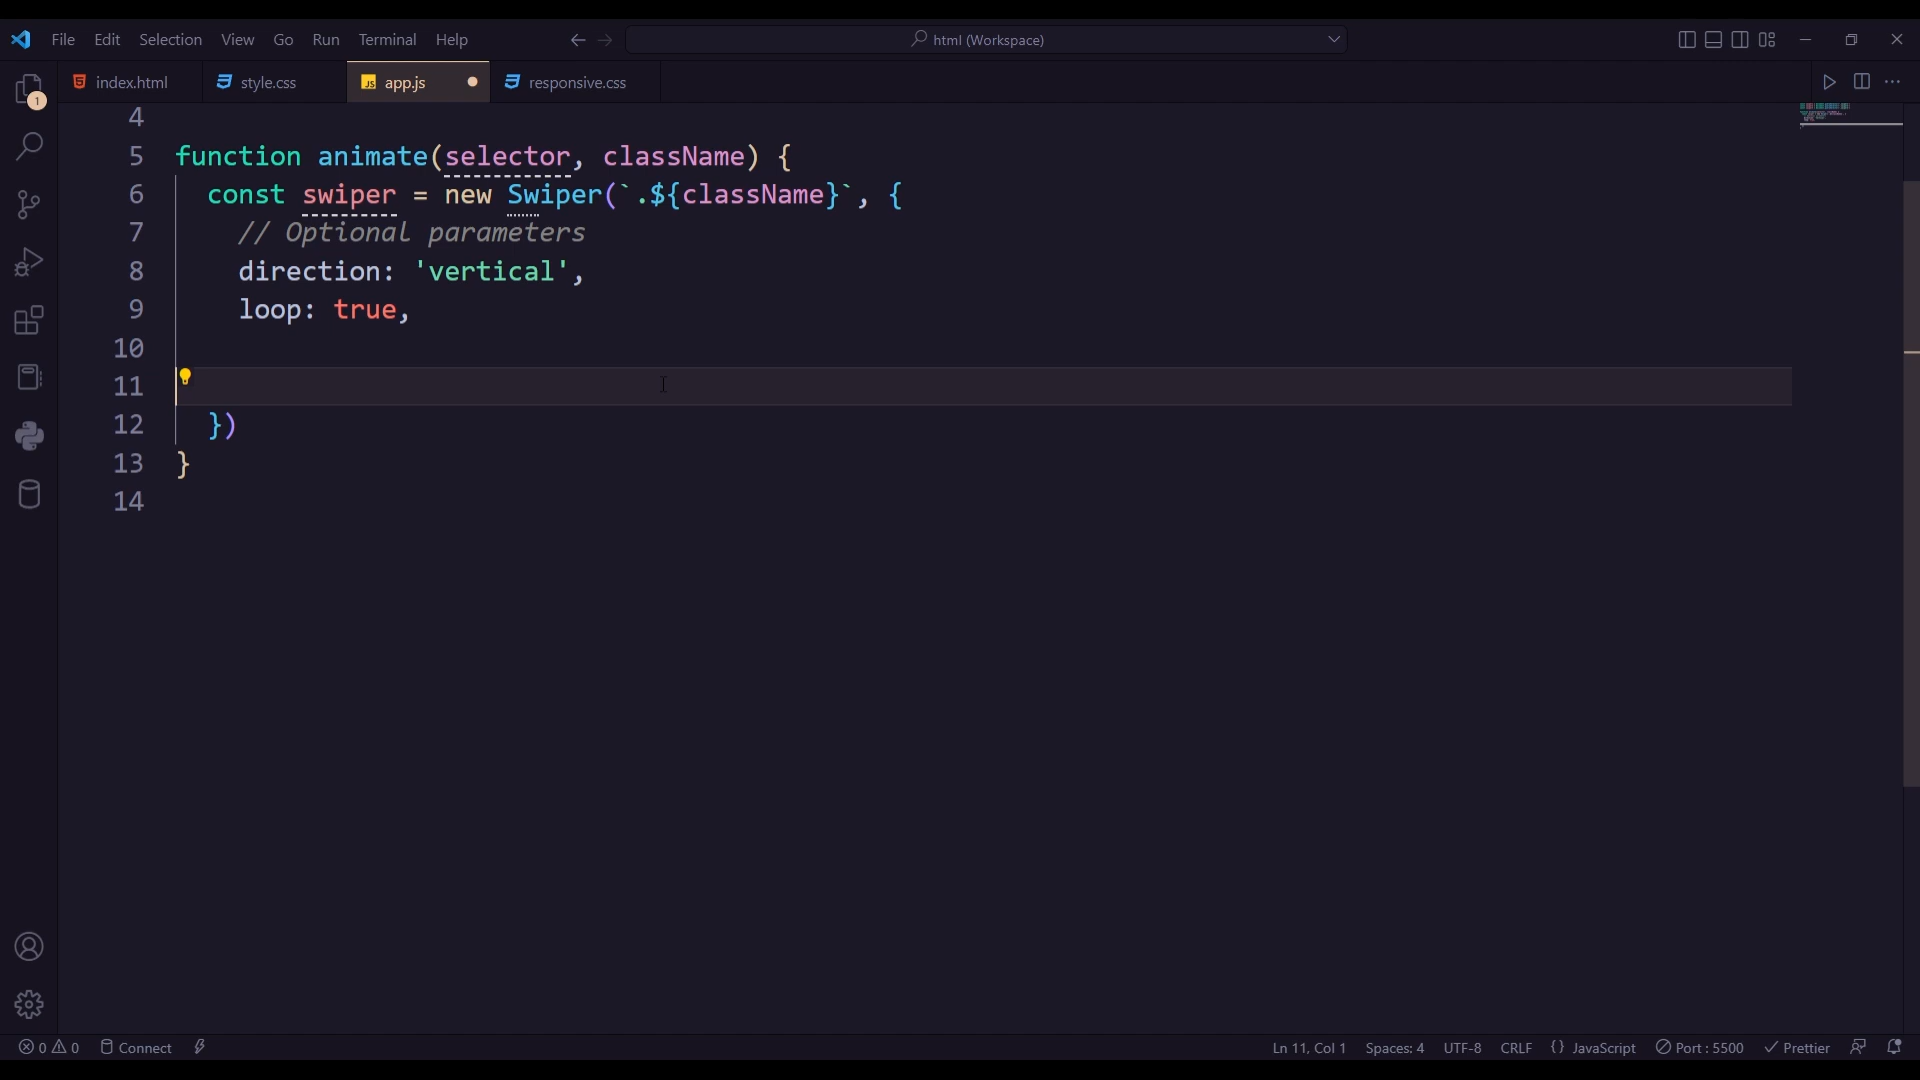 File Edit Selection View Go Run Terminal Help
html (Workspace)
1
index.html
style.css
JS app.js
responsive.css
4
5 function animate(selector, className) {
6 const swiper = new Swiper(`.${className}`, {
7 // Optional parameters
8 direction: 'vertical',
9 loop: true,
10
11
12 })
13 }
14
0 0 Connect
Ln 11, Col 1 Spaces: 4 UTF-8 CRLF {} JavaScript Port : 5500 Prettier